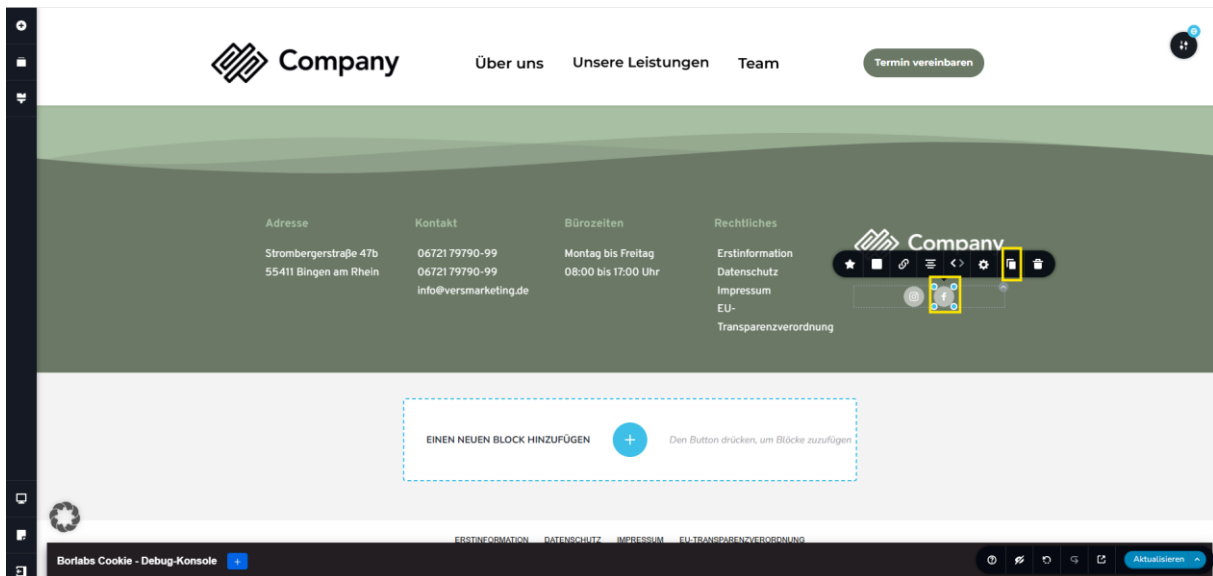 Company
Über uns
Unsere Leistungen
Team
Termin vereinbaren
Adresse
Strombergerstraße 47b
55411 Bingen am Rhein
Kontakt
06721 79790-99
06721 79790-99
info@versmarketing.de
Bürozeiten
Montag bis Freitag
08:00 bis 17:00 Uhr
Rechtliches
Erstinformation
Datenschutz
Impressum
EU-
Transparenzverordnung
Company
EINEN NEUEN BLOCK HINZUFÜGEN
Den Button drücken, um Blöcke zuzufügen
ERSTINFORMATION
DATENSCHUTZ
IMPRESSUM
EU-TRANSPARENZVERORDNUNG
Borlabs Cookie - Debug-Konsole
Aktualisieren